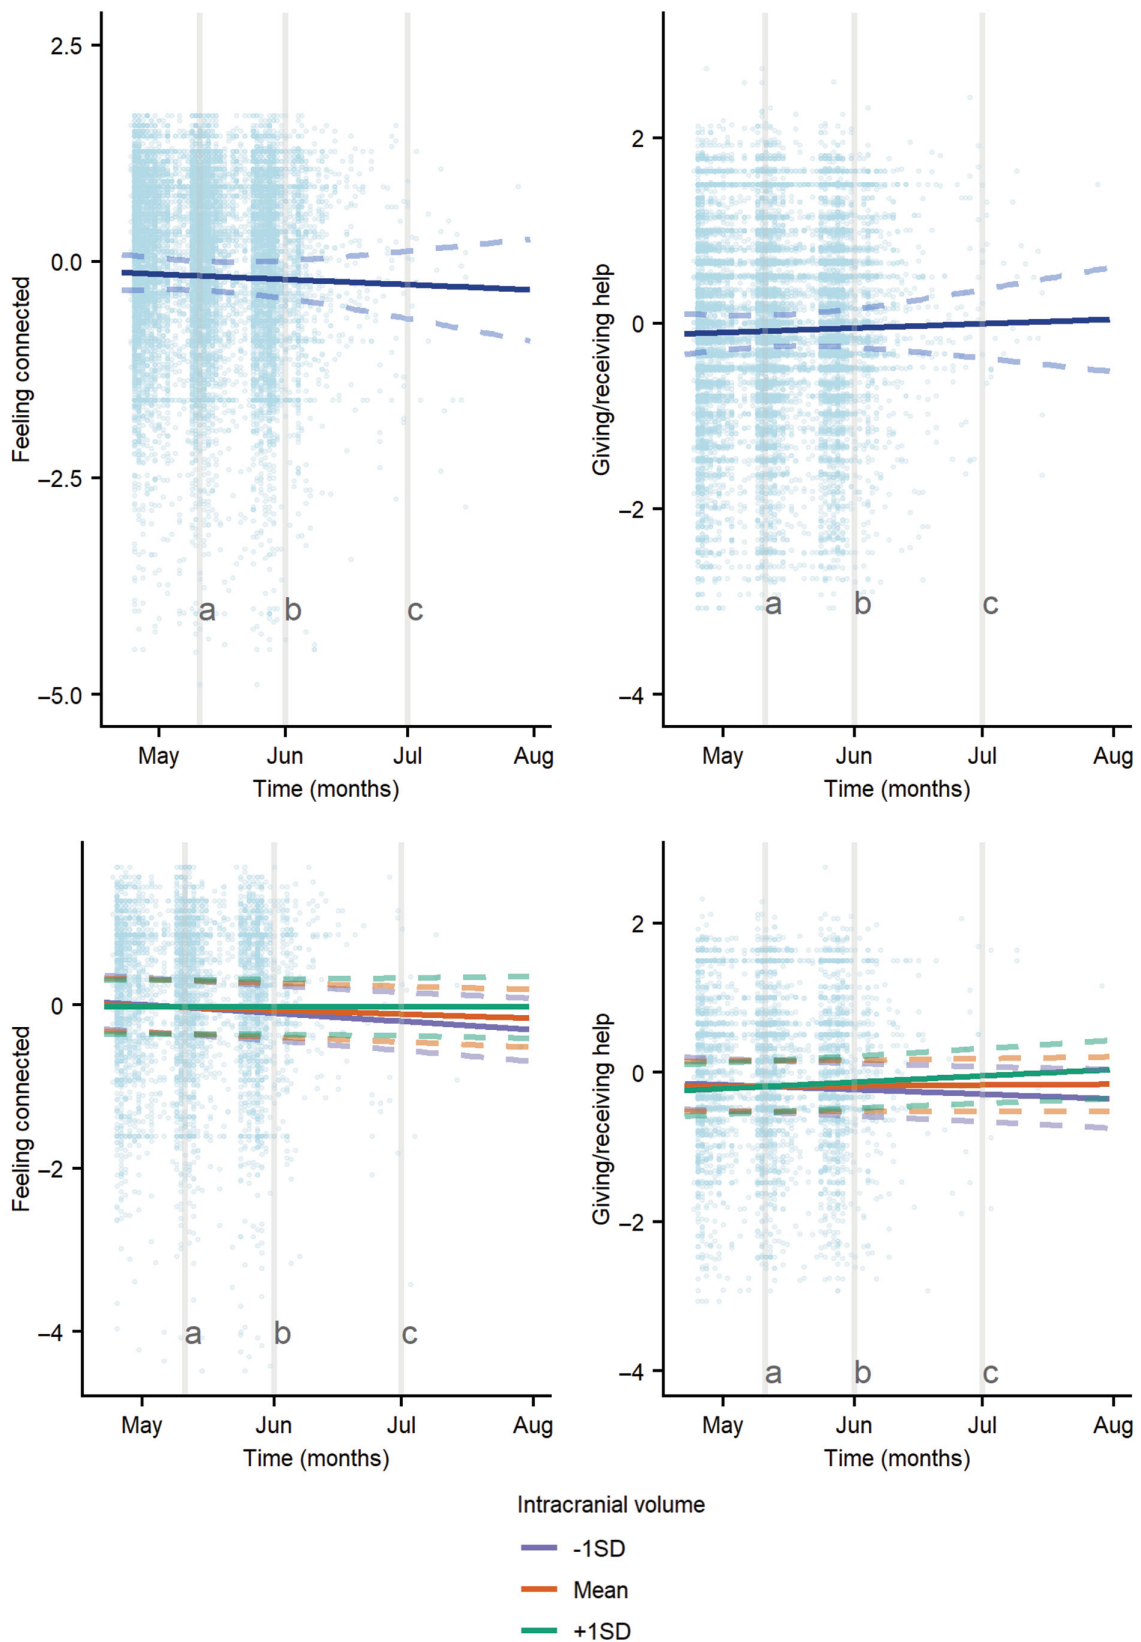 Feeling connected
2.5
0.0
−2.5
−5.0
a
b
c
May
Jun
Jul
Aug
Time (months)
Giving/receiving help
2
0
−2
−4
a
b
c
May
Jun
Jul
Aug
Time (months)
Feeling connected
0
−2
−4
a
b
c
May
Jun
Jul
Aug
Time (months)
Giving/receiving help
2
0
−2
−4
a
b
c
May
Jun
Jul
Aug
Time (months)
Intracranial volume
-1SD
Mean
+1SD